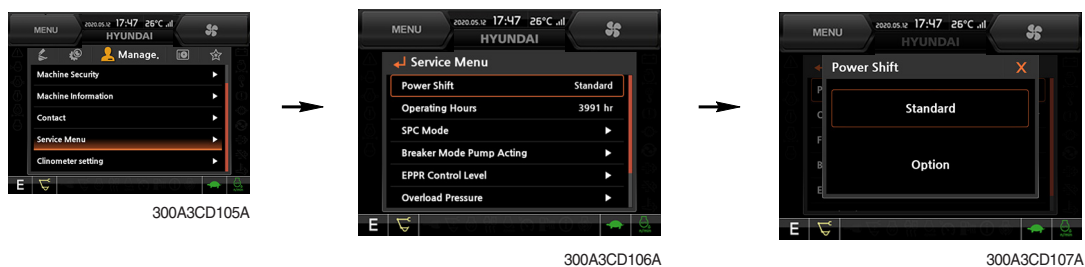 MENU
2020.05.12 17:47 26°C
HYUNDAI
Manage.
Machine Security
Machine Information
Contact
Service Menu
Clinometer setting
E
300A3CD105A
MENU
2020.05.12 17:47 26°C
HYUNDAI
Service Menu
Power Shift Standard
Operating Hours 3991 hr
SPC Mode
Breaker Mode Pump Acting
EPPR Control Level
Overload Pressure
E
300A3CD106A
MENU
2020.05.12 17:47 26°C
HYUNDAI
Power Shift X
Standard
Option
E
300A3CD107A